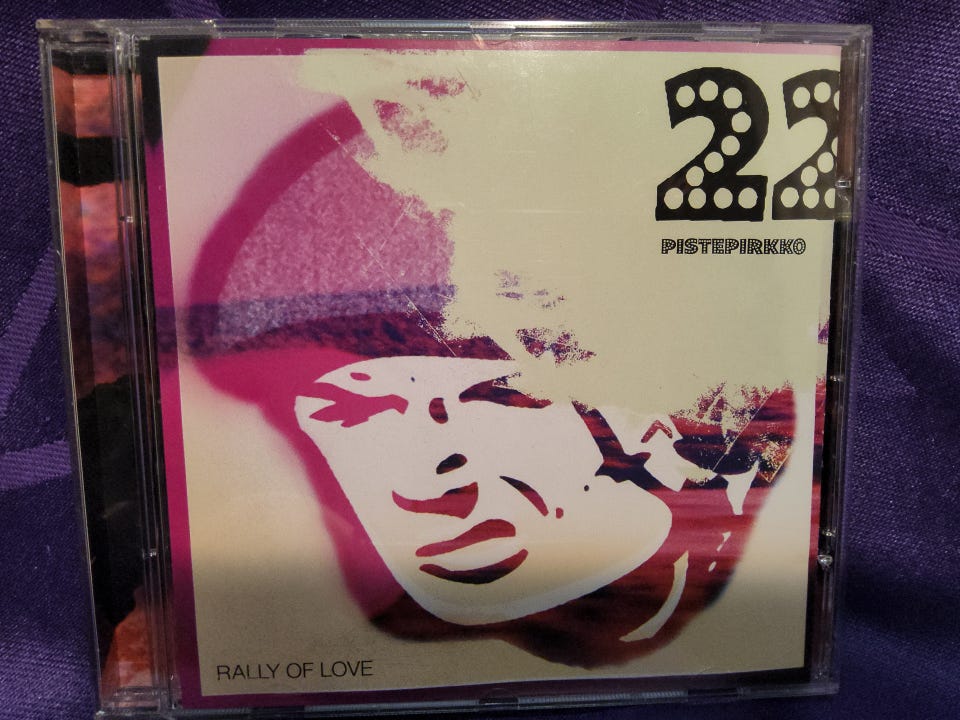 22
PISTEPIRKKO
RALLY OF LOVE